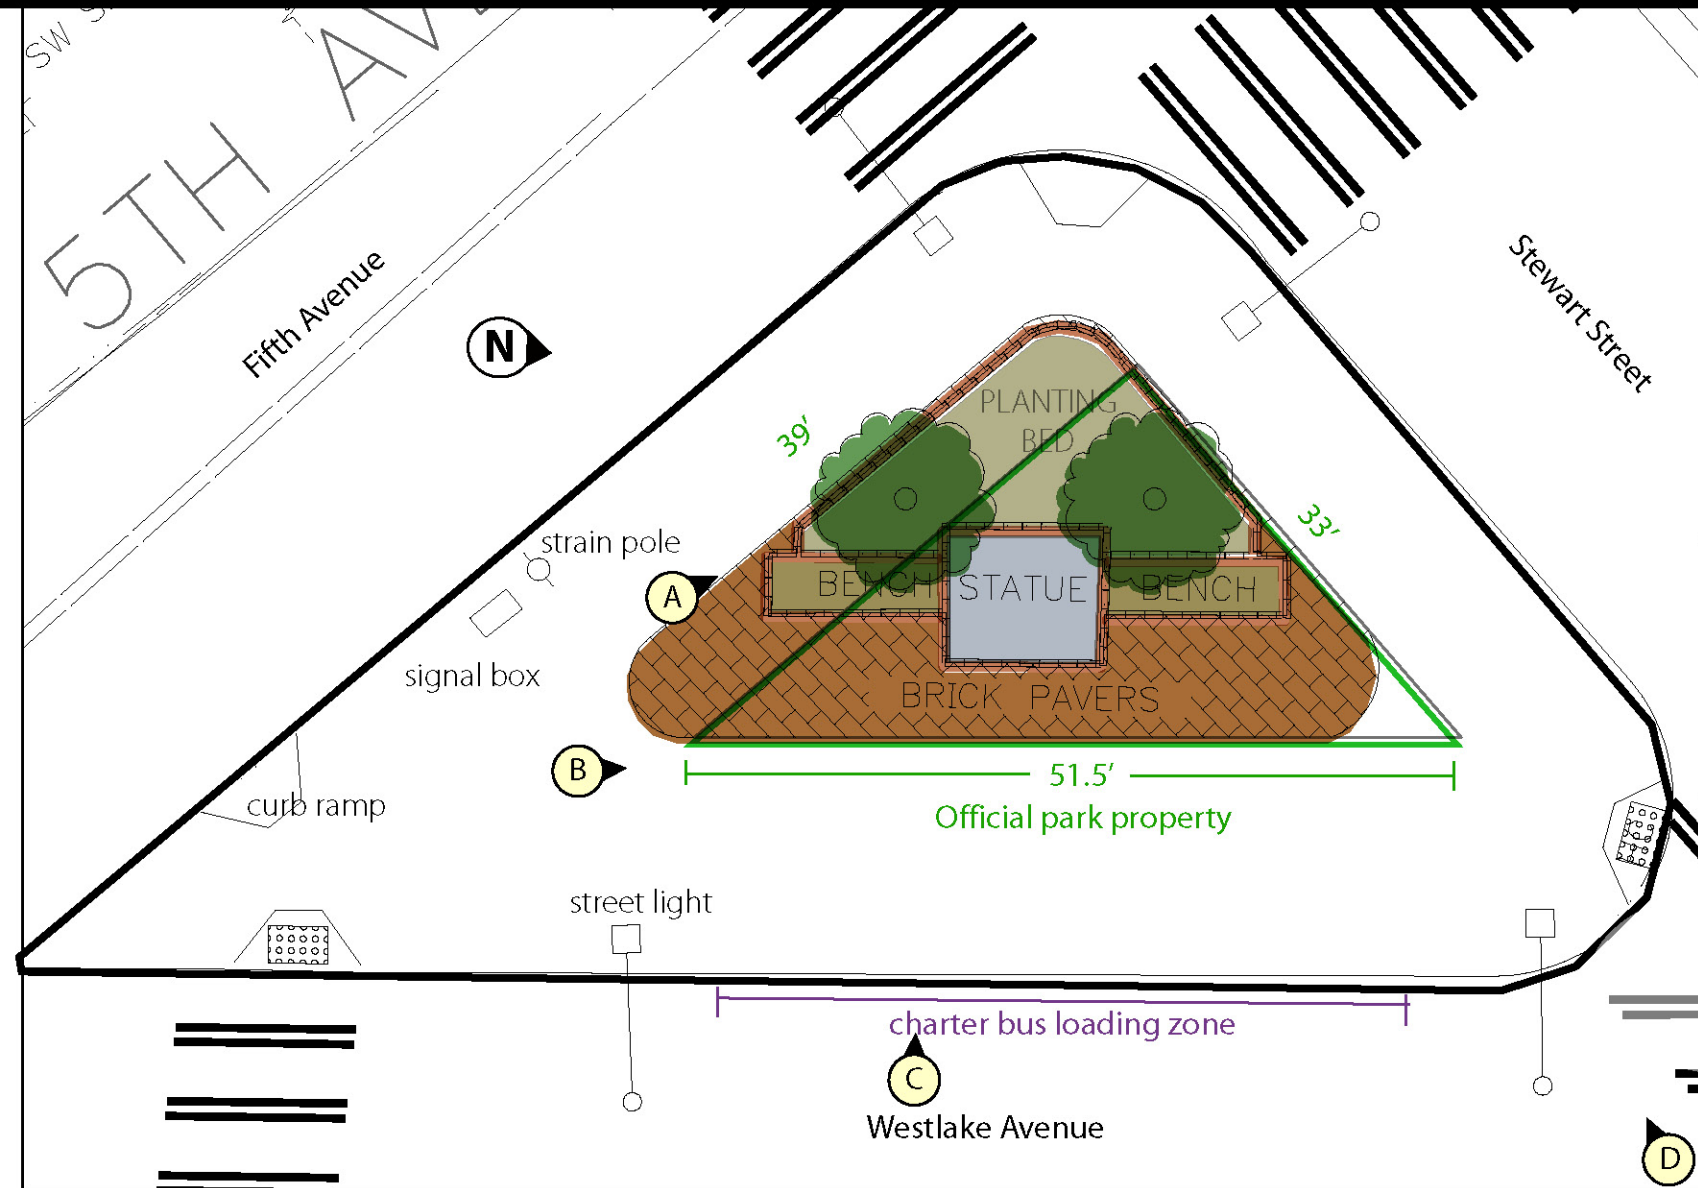 SW
5TH AVE
Fifth Avenue
Stewart Street
N
PLANTING
BED
39’
33’
strain pole
A
BENCH
STATUE
BENCH
signal box
BRICK PAVERS
B
51.5’
curb ramp
Official park property
street light
charter bus loading zone
C
Westlake Avenue
D